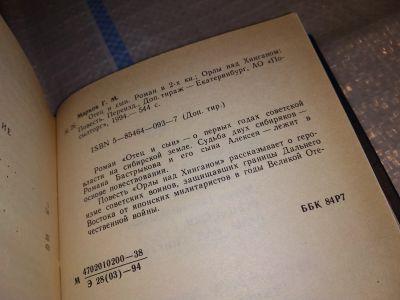 Марков Г. М.
Отец и сын. Роман в 2-х кн.; Орлы над Хинганом:
Повесть. Переизд. Доп. тираж — Екатеринбург, АО «По-
1994.— 544 с.
ISBN 5—85464—093—7 (Доп. тир.)
Роман «Отец и сын» — о первых годах советской
власти на сибирской земле. Судьба двух сибиряков —
Романа Бастрыкова и его сына Алексея — лежит в
основе повествования.
Повесть «Орлы над Хинганом» рассказывает о геро-
изме советских воинов, защищавших границы Дальнего
Востока от японских милитаристов в годы Великой Оте-
чественной войны.
М 4702010200—38
Э 28(03)—94
ББК 84Р7